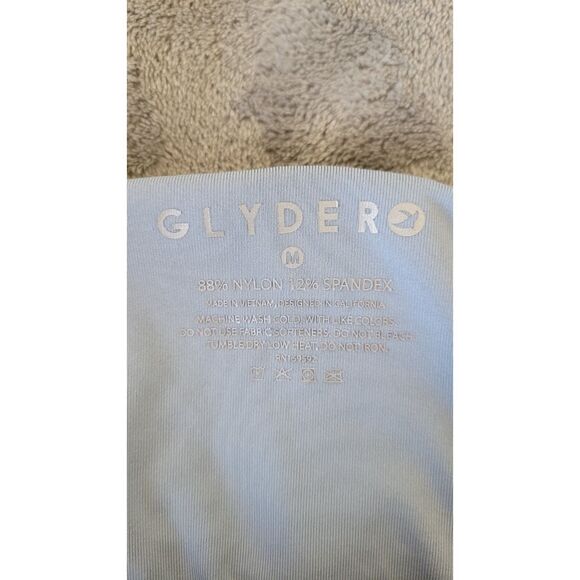 GLYDER
M
88% NYLON 12% SPANDEX
MADE IN VIETNAM, DESIGNED IN CALIFORNIA
MACHINE WASH COLD. WITH LIKE COLORS.
DO NOT USE FABRIC SOFTENERS. DO NOT BLEACH.
TUMBLE DRY LOW HEAT. DO NOT IRON.